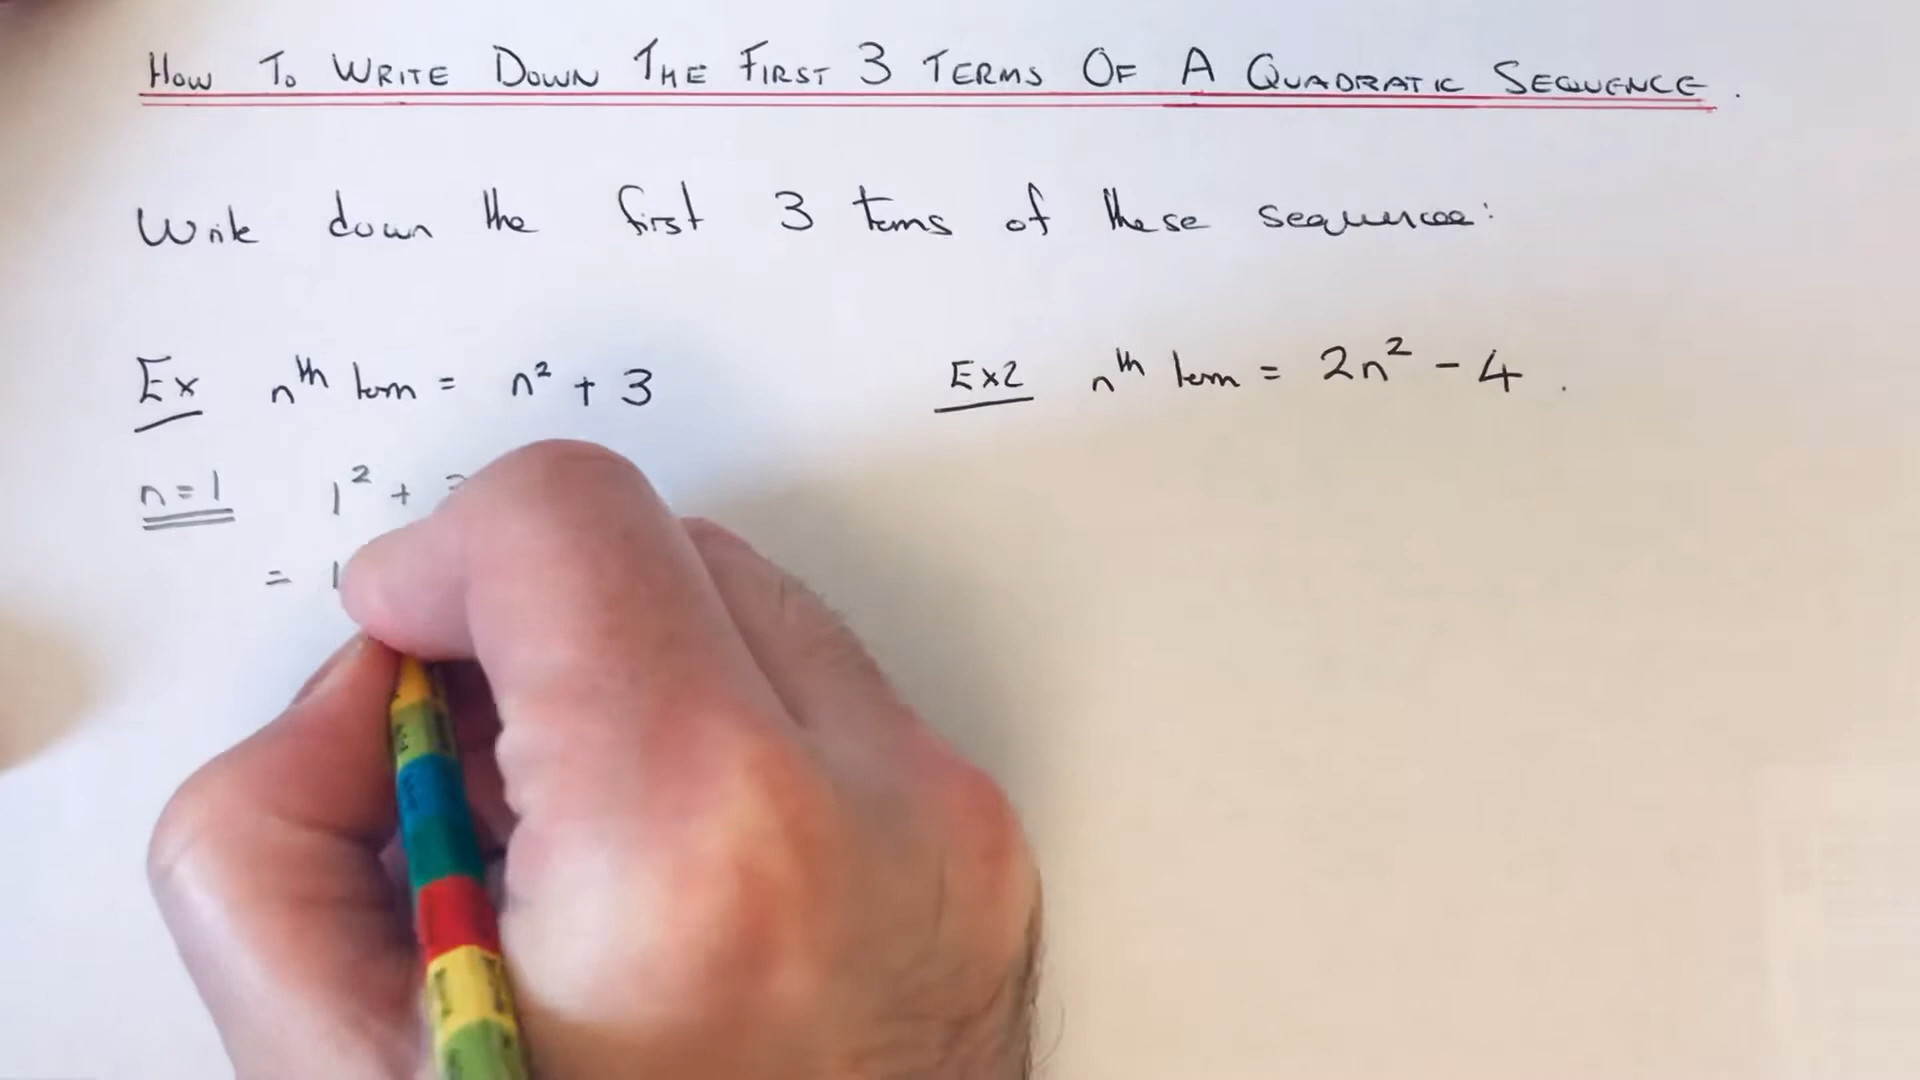 HOW TO WRITE DOWN THE FIRST 3 TERMS OF A QUADRATIC SEQUENCE.
Write down the first 3 terms of these sequences:
Ex nth term = n² + 3
Ex2 nth term = 2n² - 4.
n=1 1² +
= 1